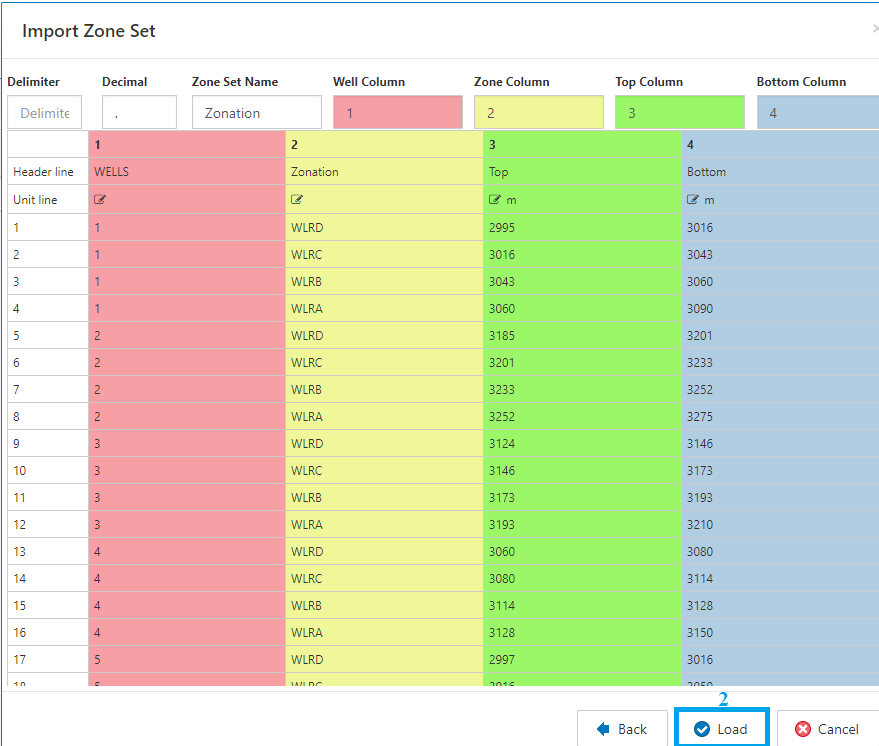 Import Zone Set ×
Delimiter Decimal Zone Set Name Well Column Zone Column Top Column Bottom Column
Delimite . Zonation 1 2 3 4
1 2 3 4
Header line WELLS Zonation Top Bottom
Unit line m m
1 1 WLRD 2995 3016
2 1 WLRC 3016 3043
3 1 WLRB 3043 3060
4 1 WLRA 3060 3090
5 2 WLRD 3185 3201
6 2 WLRC 3201 3233
7 2 WLRB 3233 3252
8 2 WLRA 3252 3275
9 3 WLRD 3124 3146
10 3 WLRC 3146 3173
11 3 WLRB 3173 3193
12 3 WLRA 3193 3210
13 4 WLRD 3060 3080
14 4 WLRC 3080 3114
15 4 WLRB 3114 3128
16 4 WLRA 3128 3150
17 5 WLRD 2997 3016
18 5 WLRC 3016
2
Back Load Cancel